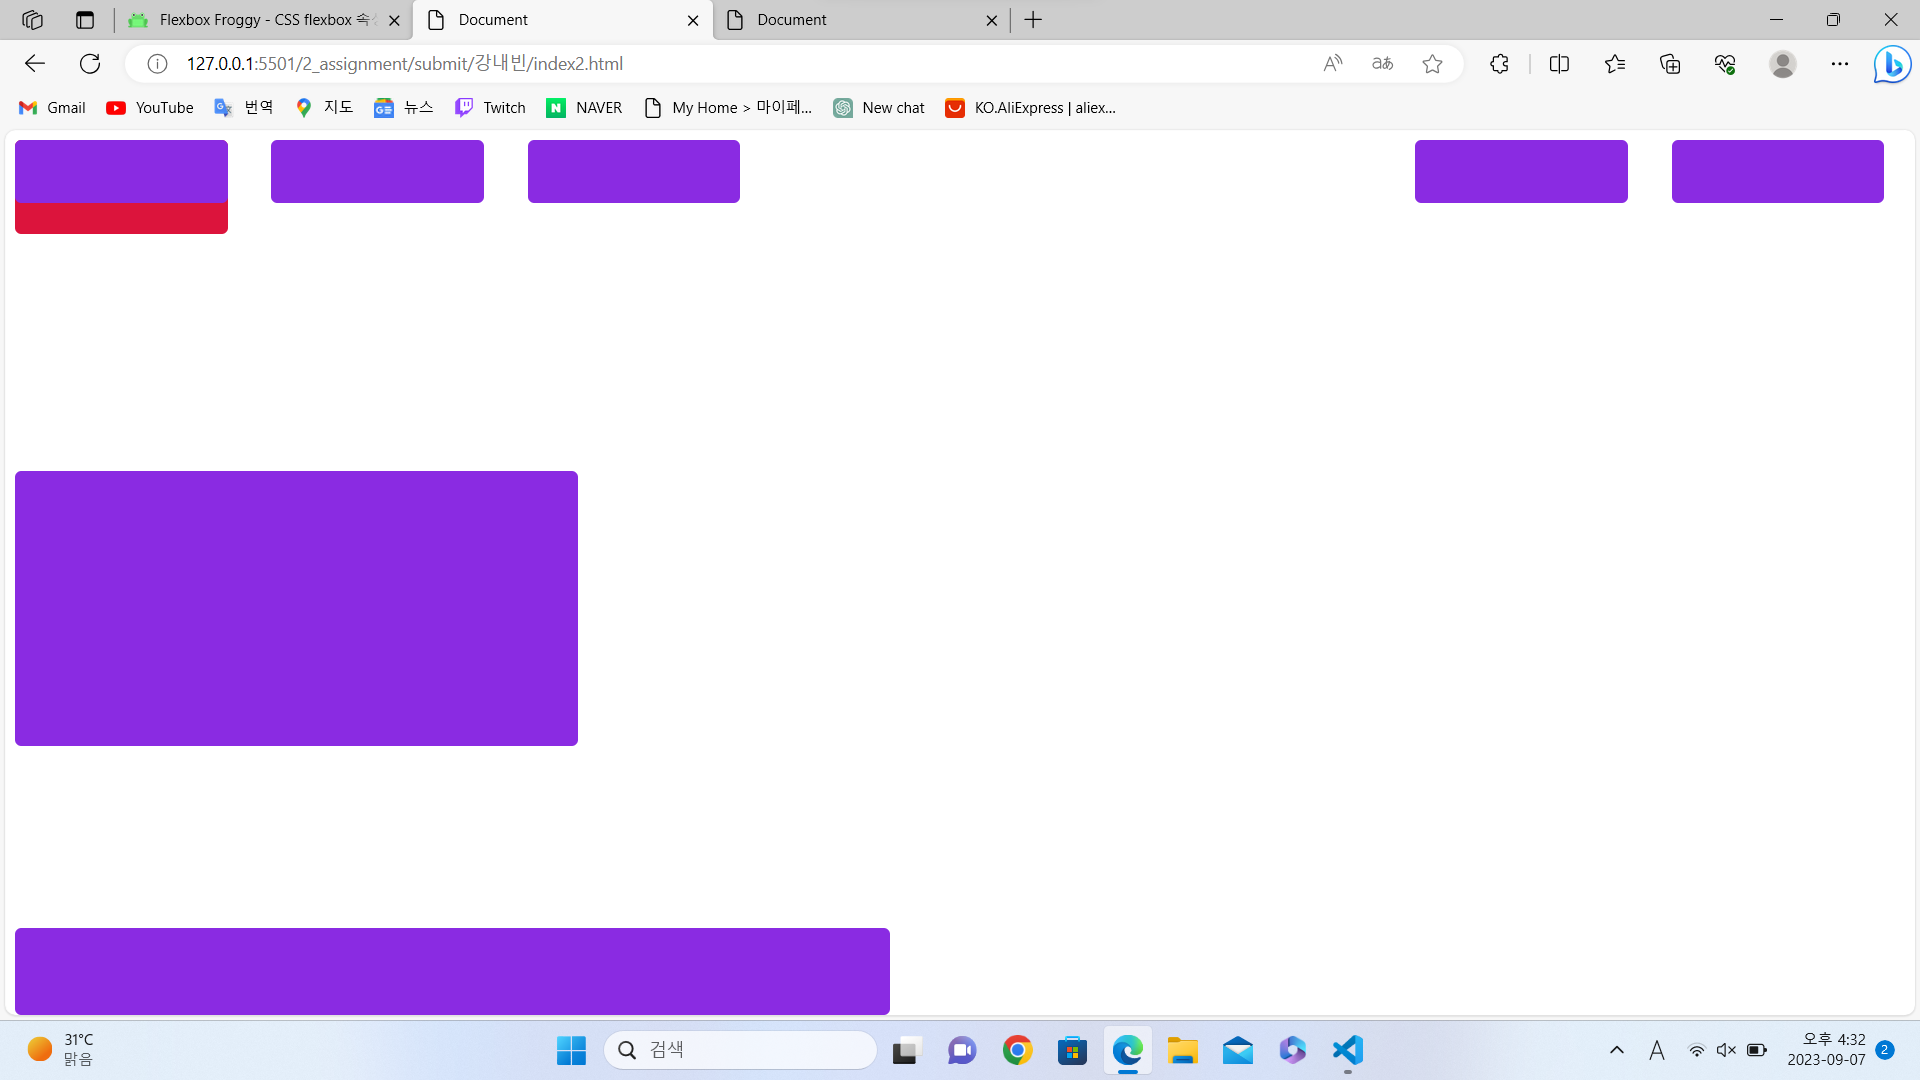 Flexbox Froggy - CSS flexbox 속성
Document
Document
127.0.0.1:5501/2_assignment/submit/강내빈/index2.html
Gmail
YouTube
번역
지도
뉴스
Twitch
NAVER
My Home > 마이페...
New chat
KO.AliExpress | aliex...
31°C
맑음
검색
A
오후 4:32
2023-09-07
2